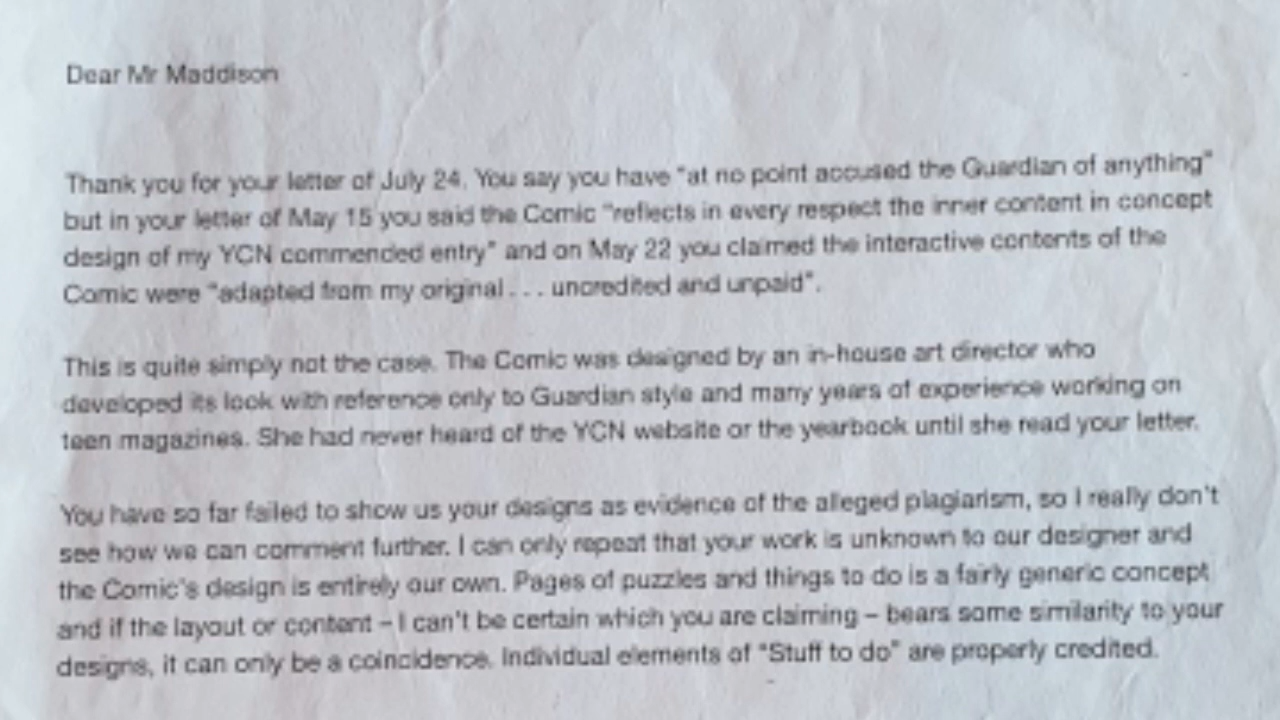 Dear Mr Maddison
Thank you for your letter of July 24. You say you have "at no point accused the Guardian of anything"
but in your letter of May 15 you said the Comic "reflects in every respect the inner content in concept
design of my YCN commended entry" and on May 22 you claimed the interactive contents of the
Comic were "adapted from my original . . . uncredited and unpaid".
This is quite simply not the case. The Comic was designed by an in-house art director who
developed its look with reference only to Guardian style and many years of experience working on
teen magazines. She had never heard of the YCN website or the yearbook until she read your letter.
You have so far failed to show us your designs as evidence of the alleged plagiarism, so I really don't
see how we can comment further. I can only repeat that your work is unknown to our designer and
the Comic's design is entirely our own. Pages of puzzles and things to do is a fairly generic concept
and if the layout or content – I can't be certain which you are claiming – bears some similarity to your
designs, it can only be a coincidence. Individual elements of "Stuff to do" are properly credited.